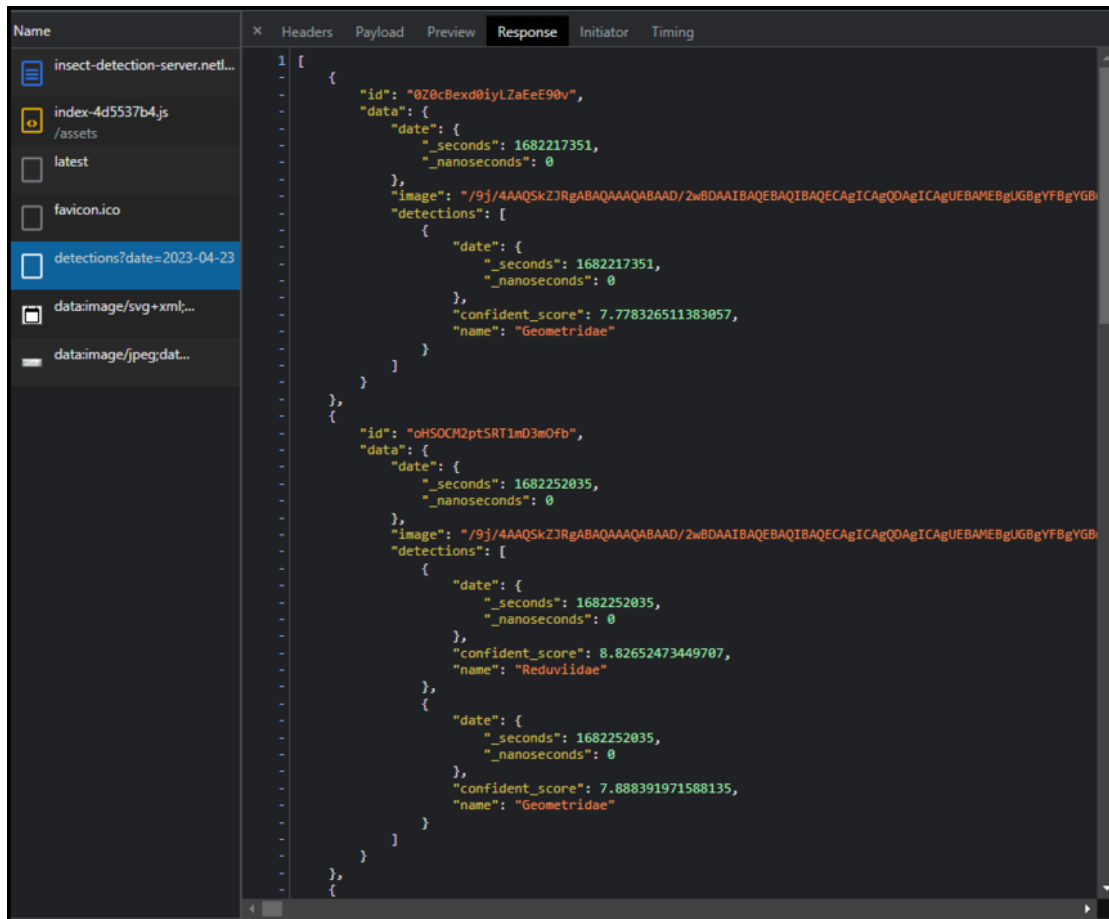 Name
insect-detection-server.netl...
index-4d5537b4.js
/assets
latest
favicon.ico
detections?date=2023-04-23
data:image/svg+xml;...
data:image/jpeg;dat...
× Headers Payload Preview Response Initiator Timing
1 [
- {
- "id": "0Z0cBexd0iyLZaEeE90v",
- "data": {
- "date": {
- "_seconds": 1682217351,
- "_nanoseconds": 0
- },
- "image": "/9j/4AAQSkZJRgABAQAAAQABAAD/2wBDAAIBAQEBAQIBAQECAgICAgQDAgICAgUEBAMEBgUGBgYFBgYGB
- "detections": [
- {
- "date": {
- "_seconds": 1682217351,
- "_nanoseconds": 0
- },
- "confident_score": 7.778326511383057,
- "name": "Geometridae"
- }
- ]
- }
- },
- {
- "id": "oHSOCM2ptSRT1mD3mOfb",
- "data": {
- "date": {
- "_seconds": 1682252035,
- "_nanoseconds": 0
- },
- "image": "/9j/4AAQSkZJRgABAQAAAQABAAD/2wBDAAIBAQEBAQIBAQECAgICAgQDAgICAgUEBAMEBgUGBgYFBgYGB
- "detections": [
- {
- "date": {
- "_seconds": 1682252035,
- "_nanoseconds": 0
- },
- "confident_score": 8.82652473449707,
- "name": "Reduviidae"
- },
- {
- "date": {
- "_seconds": 1682252035,
- "_nanoseconds": 0
- },
- "confident_score": 7.888391971588135,
- "name": "Geometridae"
- }
- ]
- }
- },
- {